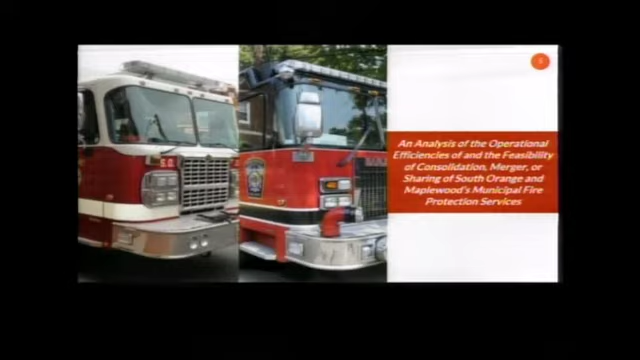 An Analysis of the Operational
Efficiencies of and the Feasibility
of Consolidation, Merger, or
Sharing of South Orange and
Maplewood's Municipal Fire
Protection Services
S.O.